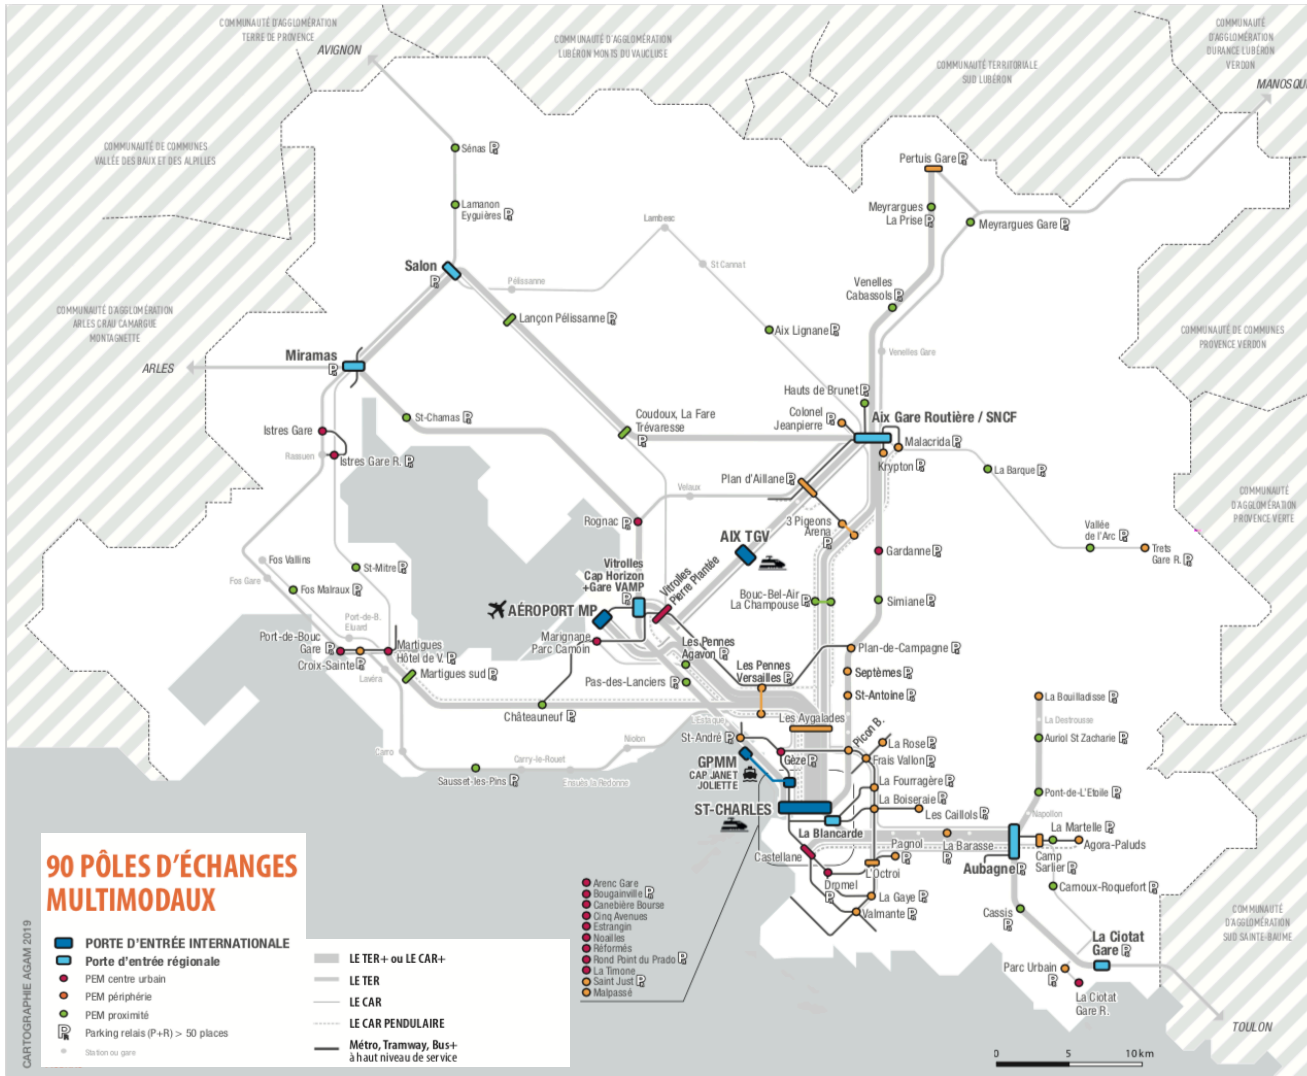 COMMUNAUTÉ D'AGGLOMÉRATION
TERRE DE PROVENCE
AVIGNON
COMMUNAUTÉ D'AGGLOMÉRATION
LUBÉRON MONTS DU VAUCLUSE
COMMUNAUTÉ TERRITORIALE
SUD LUBÉRON
COMMUNAUTÉ
D'AGGLOMÉRATION
DURANCE LUBÉRON
VERDON
MANOSQU
COMMUNAUTÉ DE COMMUNES
VALLÉE DES BAUX ET DES ALPILLES
Sénas
Pertuis Gare
Lamanon
Eyguières
Lambesc
Meyrargues
La Prise
Meyrargues Gare
Salon
St Cannat
Pélissanne
Venelles
Cabassols
COMMUNAUTÉ D'AGGLOMÉRATION
ARLES CRAU CAMARGUE
MONTAGNETTE
Lançon Pélissanne
Aix Lignane
COMMUNAUTÉ DE COMMUNES
PROVENCE VERDON
Miramas
ARLES
Venelles Gare
Hauts de Brunet
St-Chamas
Coudoux, La Fare
Trévaresse
Colonel
Jeanpierre
Aix Gare Routière / SNCF
Istres Gare
Rassuen
Istres Gare R.
Malacrida
Krypton
La Barque
Plan d'Aillane
Velaux
COMMUNAUTÉ
D'AGGLOMÉRATION
PROVENCE VERTE
Rognac
3 Pigeons
Arena
Vallée
de l'Arc
Trets
Gare R.
AIX TGV
Gardanne
Fos Vallins
Fos Gare
St-Mitre
Fos Malraux
Vitrolles
Cap Horizon
+Gare VAMP
Vitrolles
Pierre Plantée
AÉROPORT MP
Bouc-Bel-Air
La Champouse
Simiane
Port-de-B.
Eluard
Port-de-Bouc
Gare
Croix-Sainte
Martigues
Hôtel de V.
Lavéra
Martigues sud
Marignane
Parc Camoin
Les Pennes
Agavon
Pas-des-Lanciers
Les Pennes
Versailles
Plan-de-Campagne
Septèmes
St-Antoine
La Bouilladisse
La Destrousse
Auriol St Zacharie
Châteauneuf
L'Estaque
Les Aygalades
St-André
Picon B.
La Rose
Frais Vallon
Niolon
Carro
Carry-le-Rouet
Sausset-les-Pins
Ensuès la Redonne
GPMM
CAP JANET
JOLIETTE
Gèze
La Fourragère
La Boiseraie
Les Caillols
Pont-de-L'Etoile
Napollon
ST-CHARLES
La Blancarde
La Martelle
Agora-Paluds
La Barasse
Camp
Sarlier
Castellane
Pagnol
L'Octroi
Aubagne
Dromel
Camoux-Roquefort
La Gaye
Valmante
Cassis
COMMUNAUTÉ
D'AGGLOMÉRATION
SUD SAINTE-BAUME
La Ciotat
Gare
Parc Urbain
La Ciotat
Gare R.
TOULON
Arenc Gare
Bougainville
Canebière Bourse
Cinq Avenues
Estrangin
Noailles
Réformés
Rond Point du Prado
La Timone
Saint Just
Malpassé
90 PÔLES D'ÉCHANGES
MULTIMODAUX
PORTE D'ENTRÉE INTERNATIONALE
Porte d'entrée régionale
PEM centre urbain
PEM périphérie
PEM proximité
Parking relais (P+R) > 50 places
Station ou gare
LE TER+ ou LE CAR+
LE TER
LE CAR
LE CAR PENDULAIRE
Métro, Tramway, Bus+
à haut niveau de service
CARTOGRAPHIE AGAM 2019
0 5 10 km